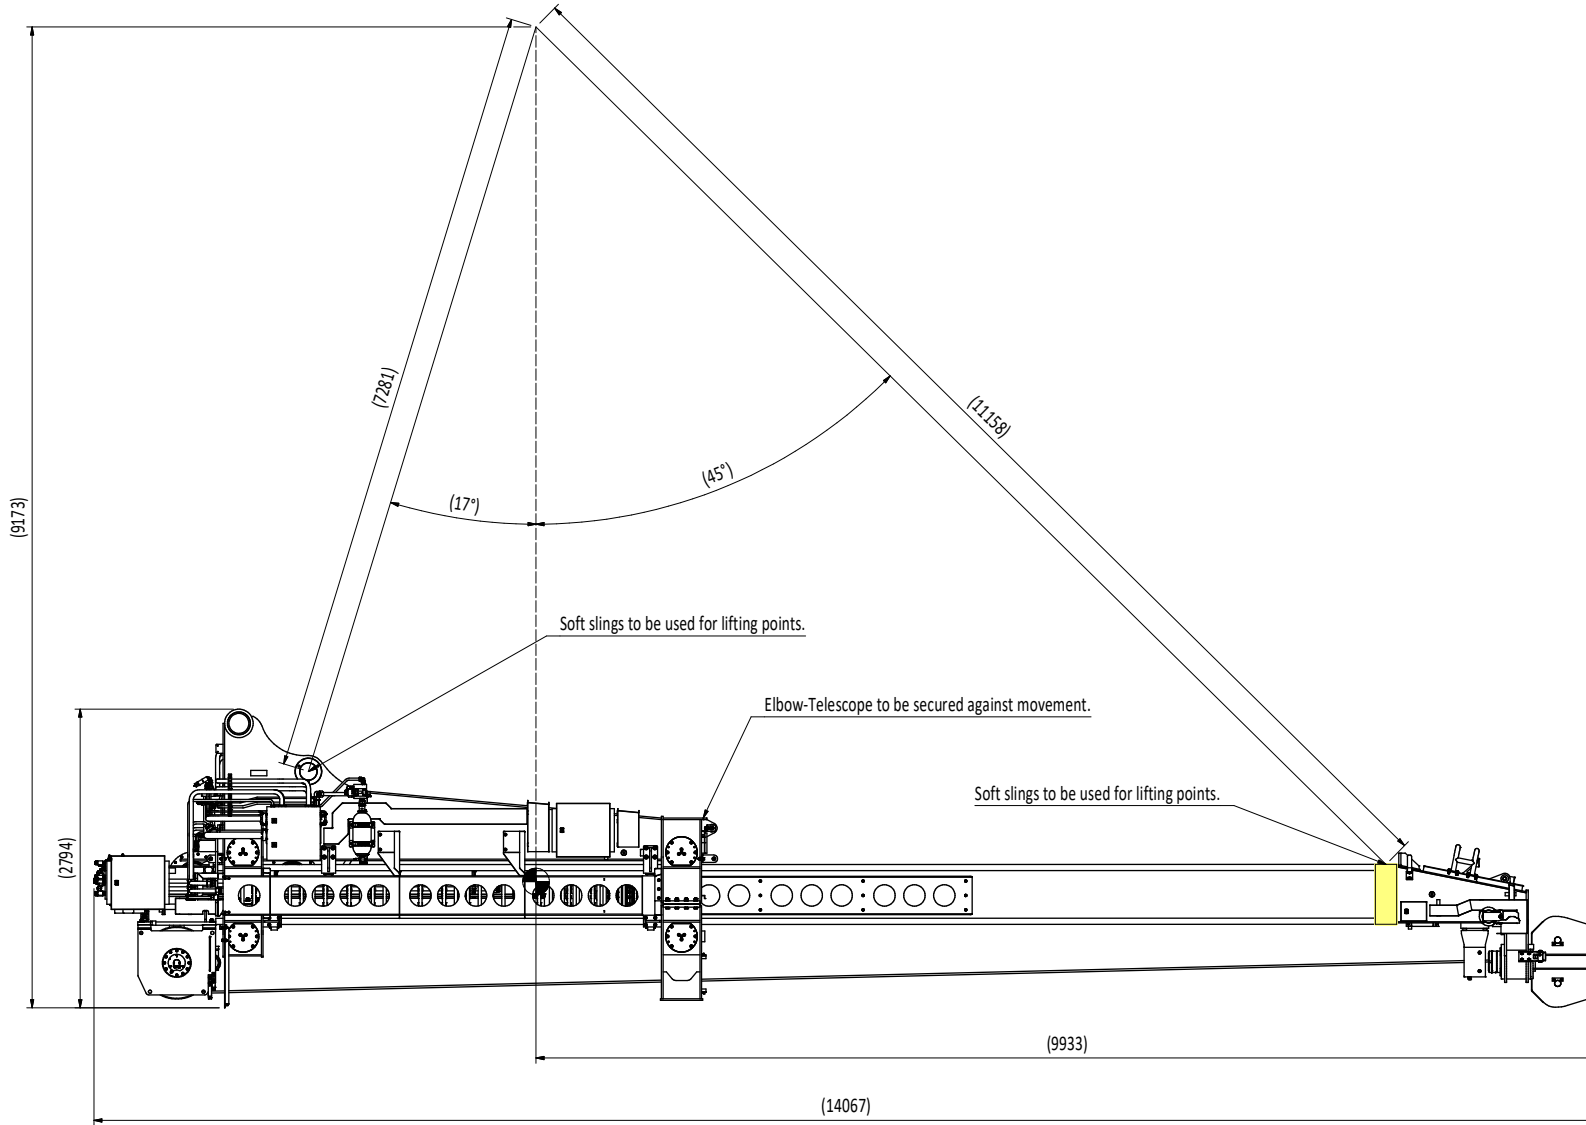 (7281)
(11158)
(45°)
(17°)
(9173)
Soft slings to be used for lifting points.
Elbow-Telescope to be secured against movement.
Soft slings to be used for lifting points.
(2794)
(9933)
(14067)